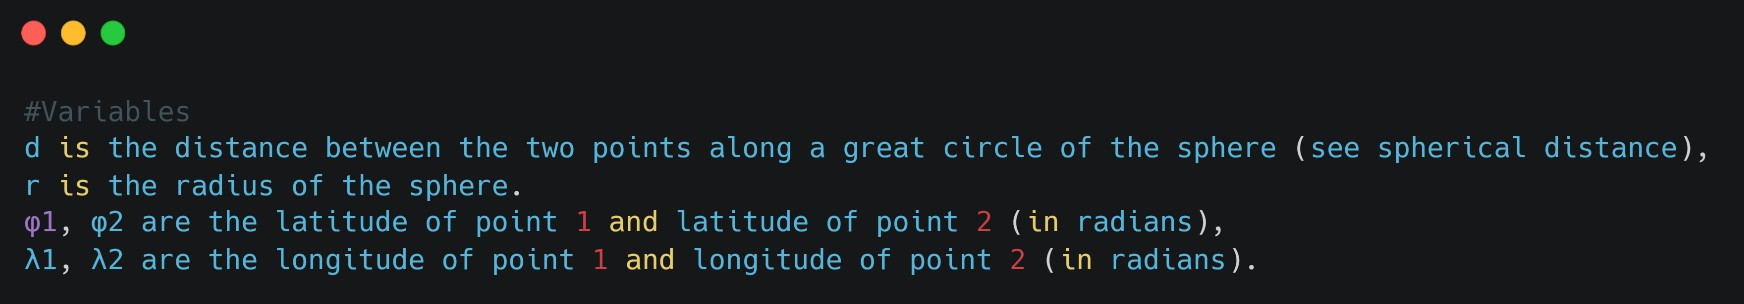 #Variables
d is the distance between the two points along a great circle of the sphere (see spherical distance),
r is the radius of the sphere.
φ1, φ2 are the latitude of point 1 and latitude of point 2 (in radians),
λ1, λ2 are the longitude of point 1 and longitude of point 2 (in radians).